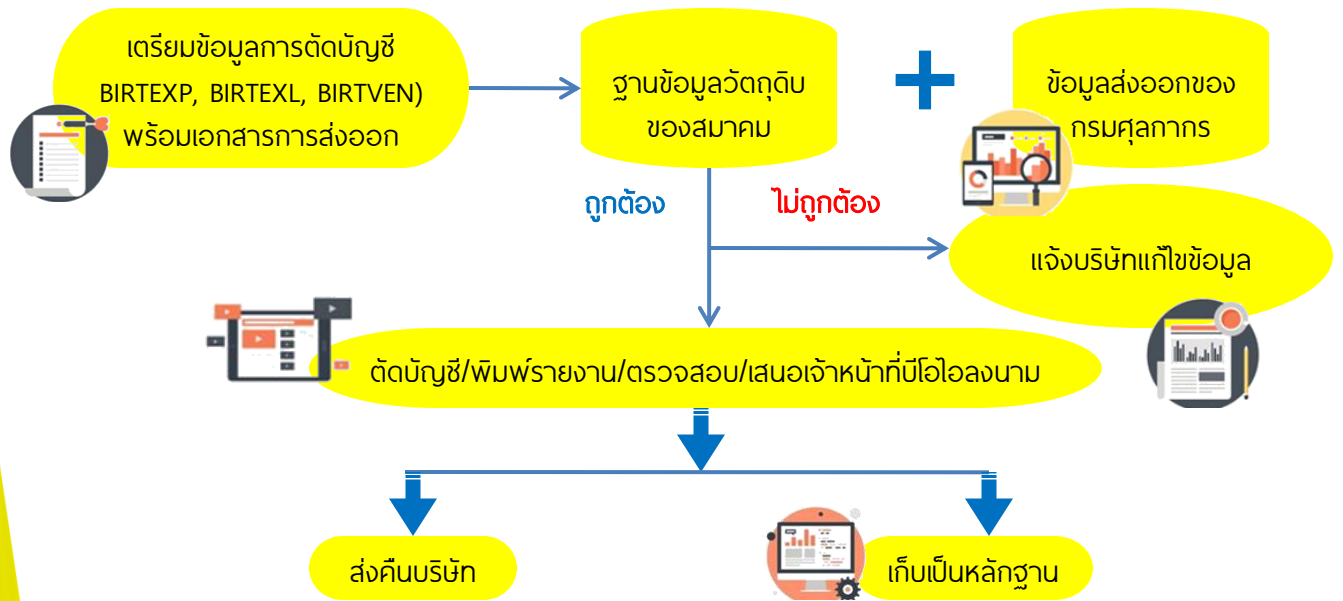 เตรียมข้อมูลการตัดบัญชี
BIRTEXP, BIRTEXL, BIRTVEN)
พร้อมเอกสารการส่งออก
ฐานข้อมูลวัตถุดิบ
ของสมาคม
ข้อมูลส่งออกของ
กรมศุลกากร
ถูกต้อง
ไม่ถูกต้อง
แจ้งบริษัทแก้ไขข้อมูล
ตัดบัญชี/พิมพ์รายงาน/ตรวจสอบ/เสนอเจ้าหน้าที่บีโอไอลงนาม
ส่งคืนบริษัท
เก็บเป็นหลักฐาน